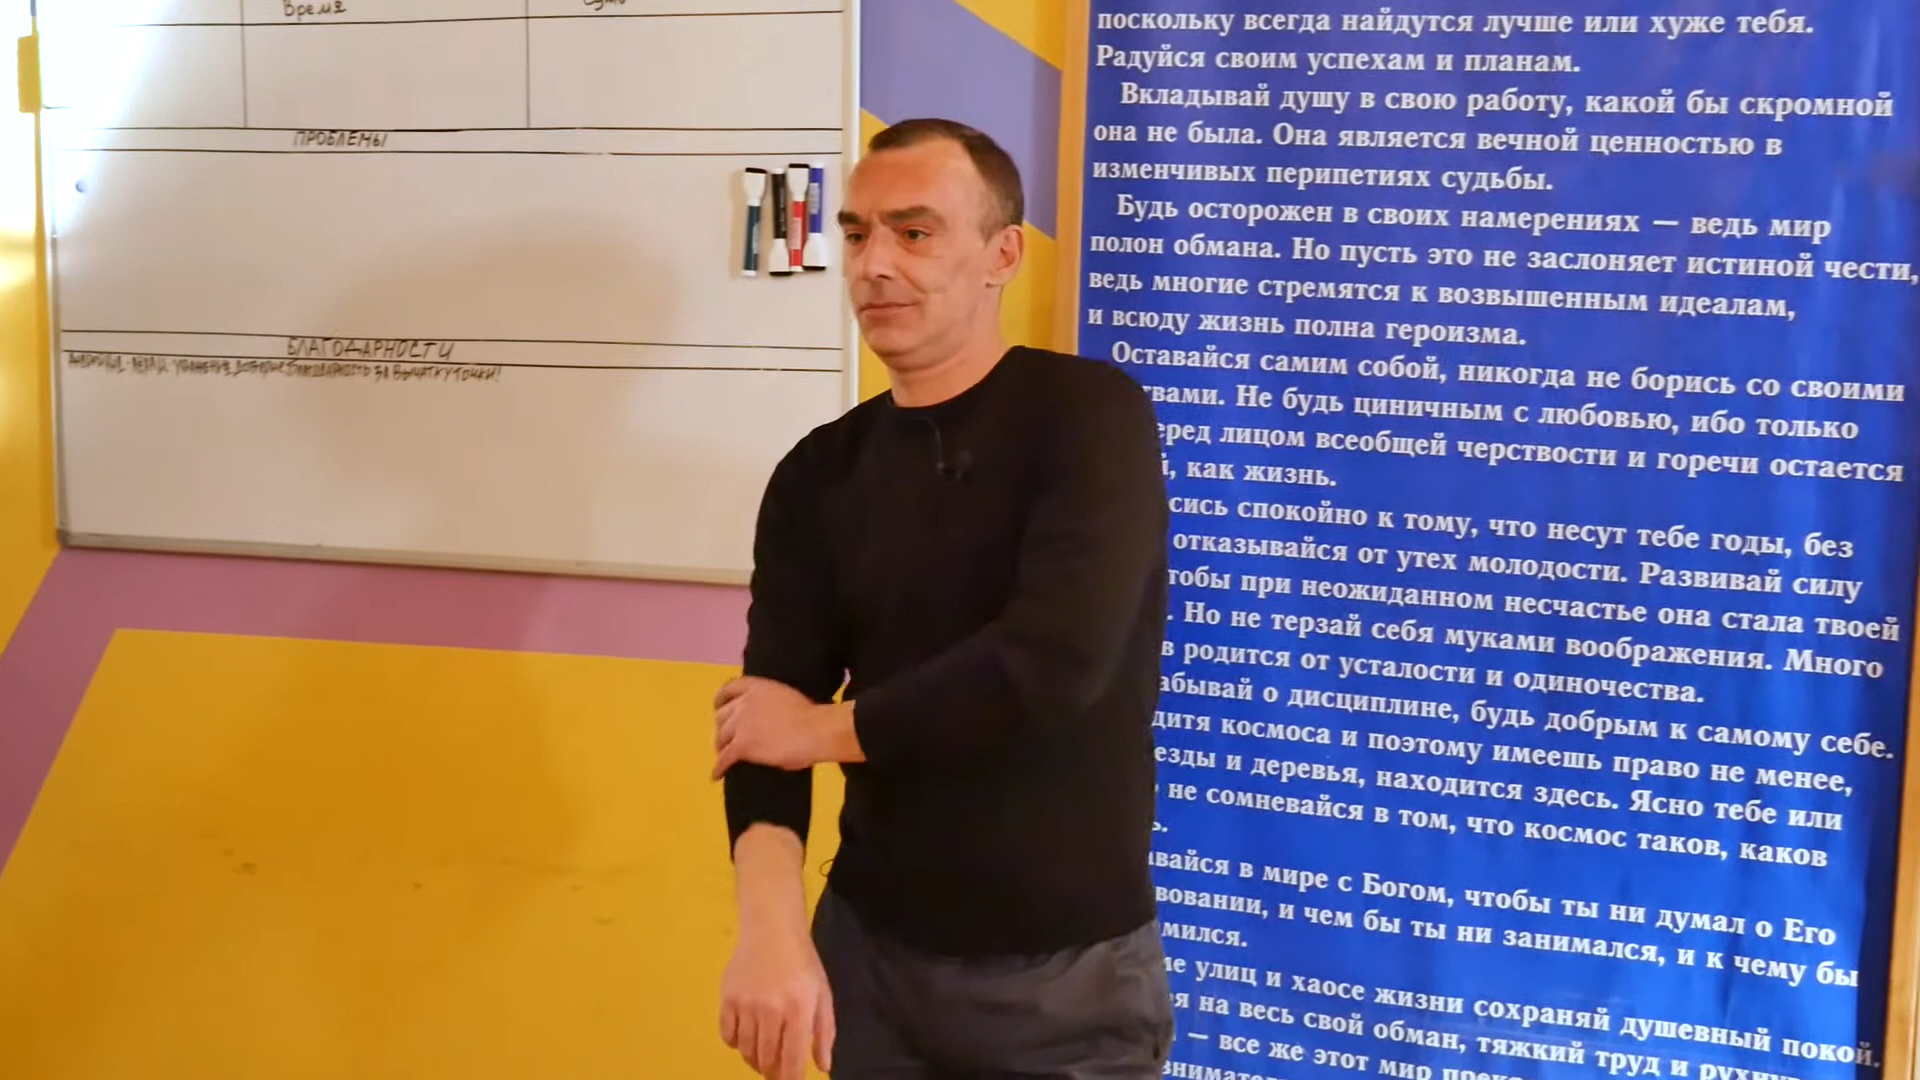 Время
ПРОБЛЕМЫ
БЛАГОДАРНОСТИ
поскольку всегда найдутся лучше или хуже тебя.
Радуйся своим успехам и планам.
Вкладывай душу в свою работу, какой бы скромной
она не была. Она является вечной ценностью в
изменчивых перипетиях судьбы.
Будь осторожен в своих намерениях — ведь мир
полон обмана. Но пусть это не заслоняет истиной чести,
ведь многие стремятся к возвышенным идеалам,
и всюду жизнь полна героизма.
Оставайся самим собой, никогда не борись со своими
вами. Не будь циничным с любовью, ибо только
еред лицом всеобщей черствости и горечи остается
й, как жизнь.
сись спокойно к тому, что несут тебе годы, без
отказывайся от утех молодости. Развивай силу
тобы при неожиданном несчастье она стала твоей
. Но не терзай себя муками воображения. Много
в родится от усталости и одиночества.
абывай о дисциплине, будь добрым к самому себе.
дитя космоса и поэтому имеешь право не менее,
езды и деревья, находится здесь. Ясно тебе или
не сомневайся в том, что космос таков, каков
ь.
вайся в мире с Богом, чтобы ты ни думал о Его
вовании, и чем бы ты ни занимался, и к чему бы
мился.
ме улиц и хаосе жизни сохраняй душевный покой.
я на весь свой обман, тяжкий труд и
— все же этот мир